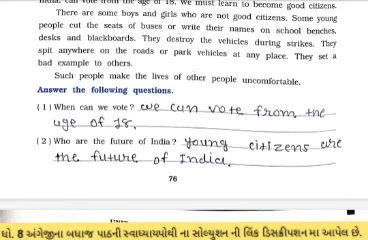 India, can vote from the age of 18. We must learn to become good citizens.
There are some boys and girls who are not good citizens. Some young
people cut the seats of buses or write their names on school benches,
desks and blackboards. They destroy the vehicles during strikes. They
spit anywhere on the roads or park vehicles at any place. They set a
bad example to others.
Such people make the lives of other people uncomfortable.
Answer the following questions.
(1) When can we vote? we can vote from the
age of 18.
(2) Who are the future of India? young citizens are
the future of India.
76
ધો. 8 અંગ્રેજીના બધાજ પાઠની સ્વાધ્યાયપોથી ના સોલ્યુશન ની લિંક ડિસક્રીપશનમા આપેલ છે.